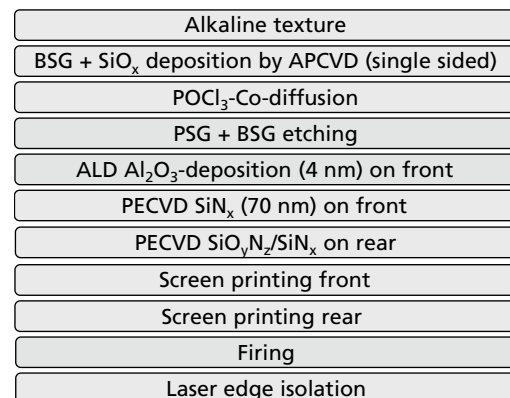 Alkaline texture
BSG + SiOₓ deposition by APCVD (single sided)
POCl₃-Co-diffusion
PSG + BSG etching
ALD Al₂O₃-deposition (4 nm) on front
PECVD SiNₓ (70 nm) on front
PECVD SiO_yN_z/SiNₓ on rear
Screen printing front
Screen printing rear
Firing
Laser edge isolation